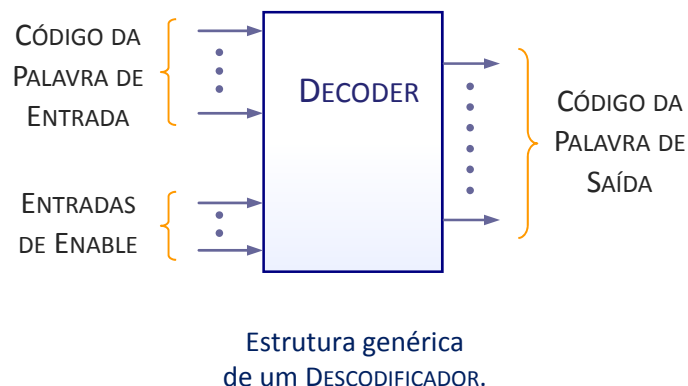 CÓDIGO DA
PALAVRA DE
ENTRADA
ENTRADAS
DE ENABLE
DECODER
CÓDIGO DA
PALAVRA DE
SAÍDA
Estrutura genérica
de um DESCODIFICADOR.